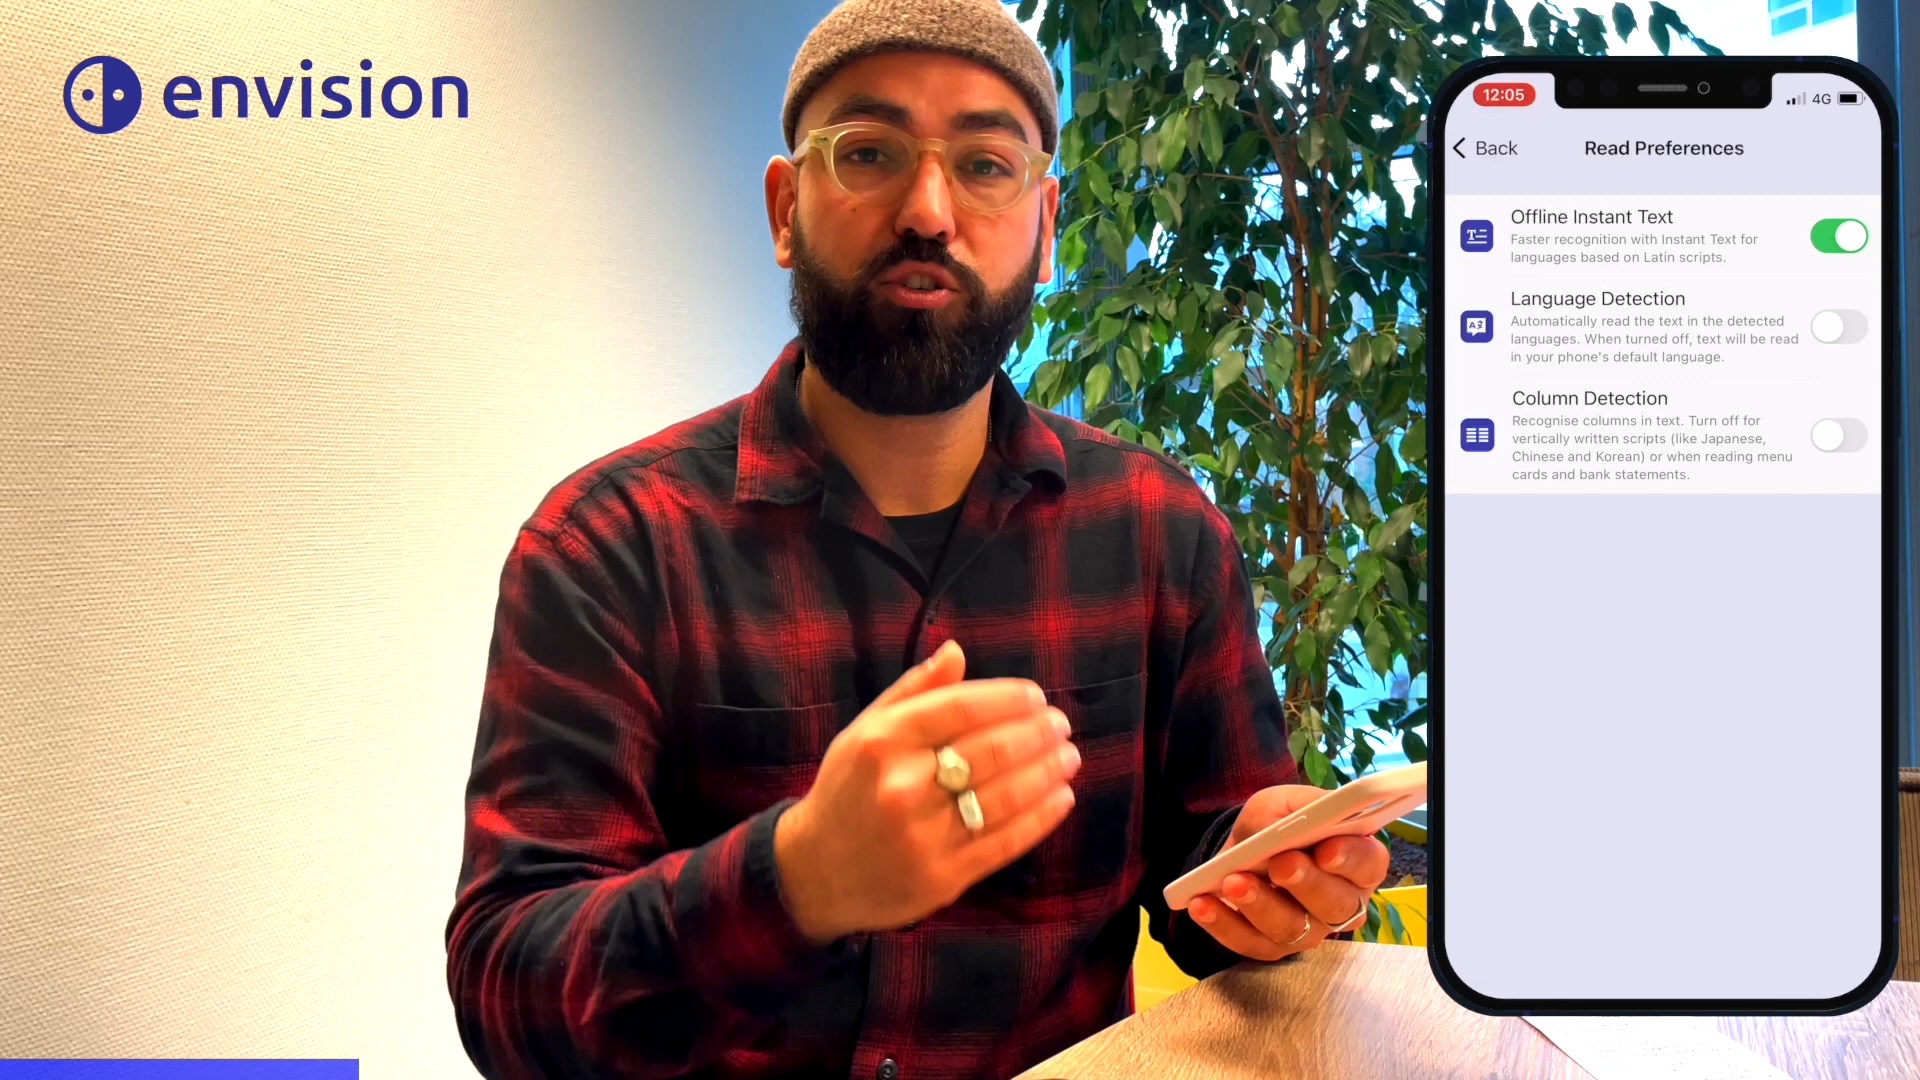 envision
12:05
4G
Back
Read Preferences
Offline Instant Text
Faster recognition with Instant Text for
languages based on Latin scripts.
Language Detection
Automatically read the text in the detected
languages. When turned off, text will be read
in your phone's default language.
Column Detection
Recognise columns in text. Turn off for
vertically written scripts (like Japanese,
Chinese and Korean) or when reading menu
cards and bank statements.